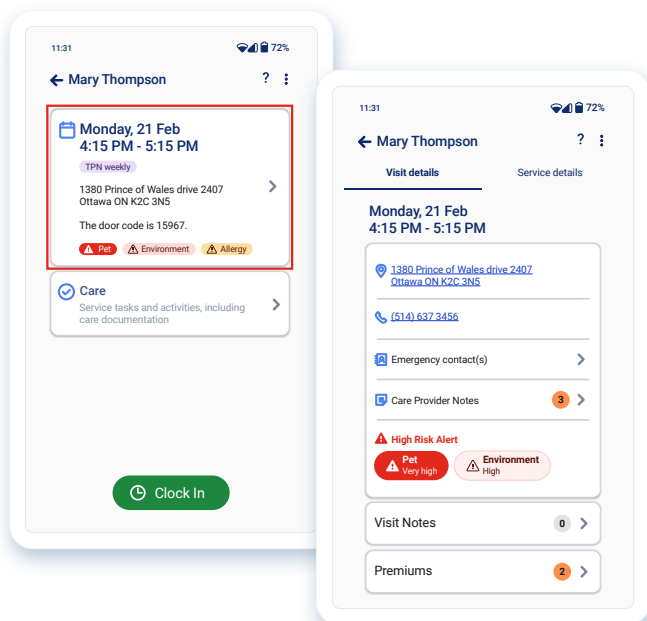 11:31
72%
Mary Thompson
?
Monday, 21 Feb
4:15 PM - 5:15 PM
TPN weekly
1380 Prince of Wales drive 2407
Ottawa ON K2C 3N5
The door code is 15967.
Pet
Environment
Allergy
Care
Service tasks and activities, including
care documentation
Clock In
11:31
72%
Mary Thompson
?
Visit details
Service details
Monday, 21 Feb
4:15 PM - 5:15 PM
1380 Prince of Wales drive 2407
Ottawa ON K2C 3N5
(514) 637 3456
Emergency contact(s)
Care Provider Notes
3
High Risk Alert
Pet
Very high
Environment
High
Visit Notes
0
Premiums
2